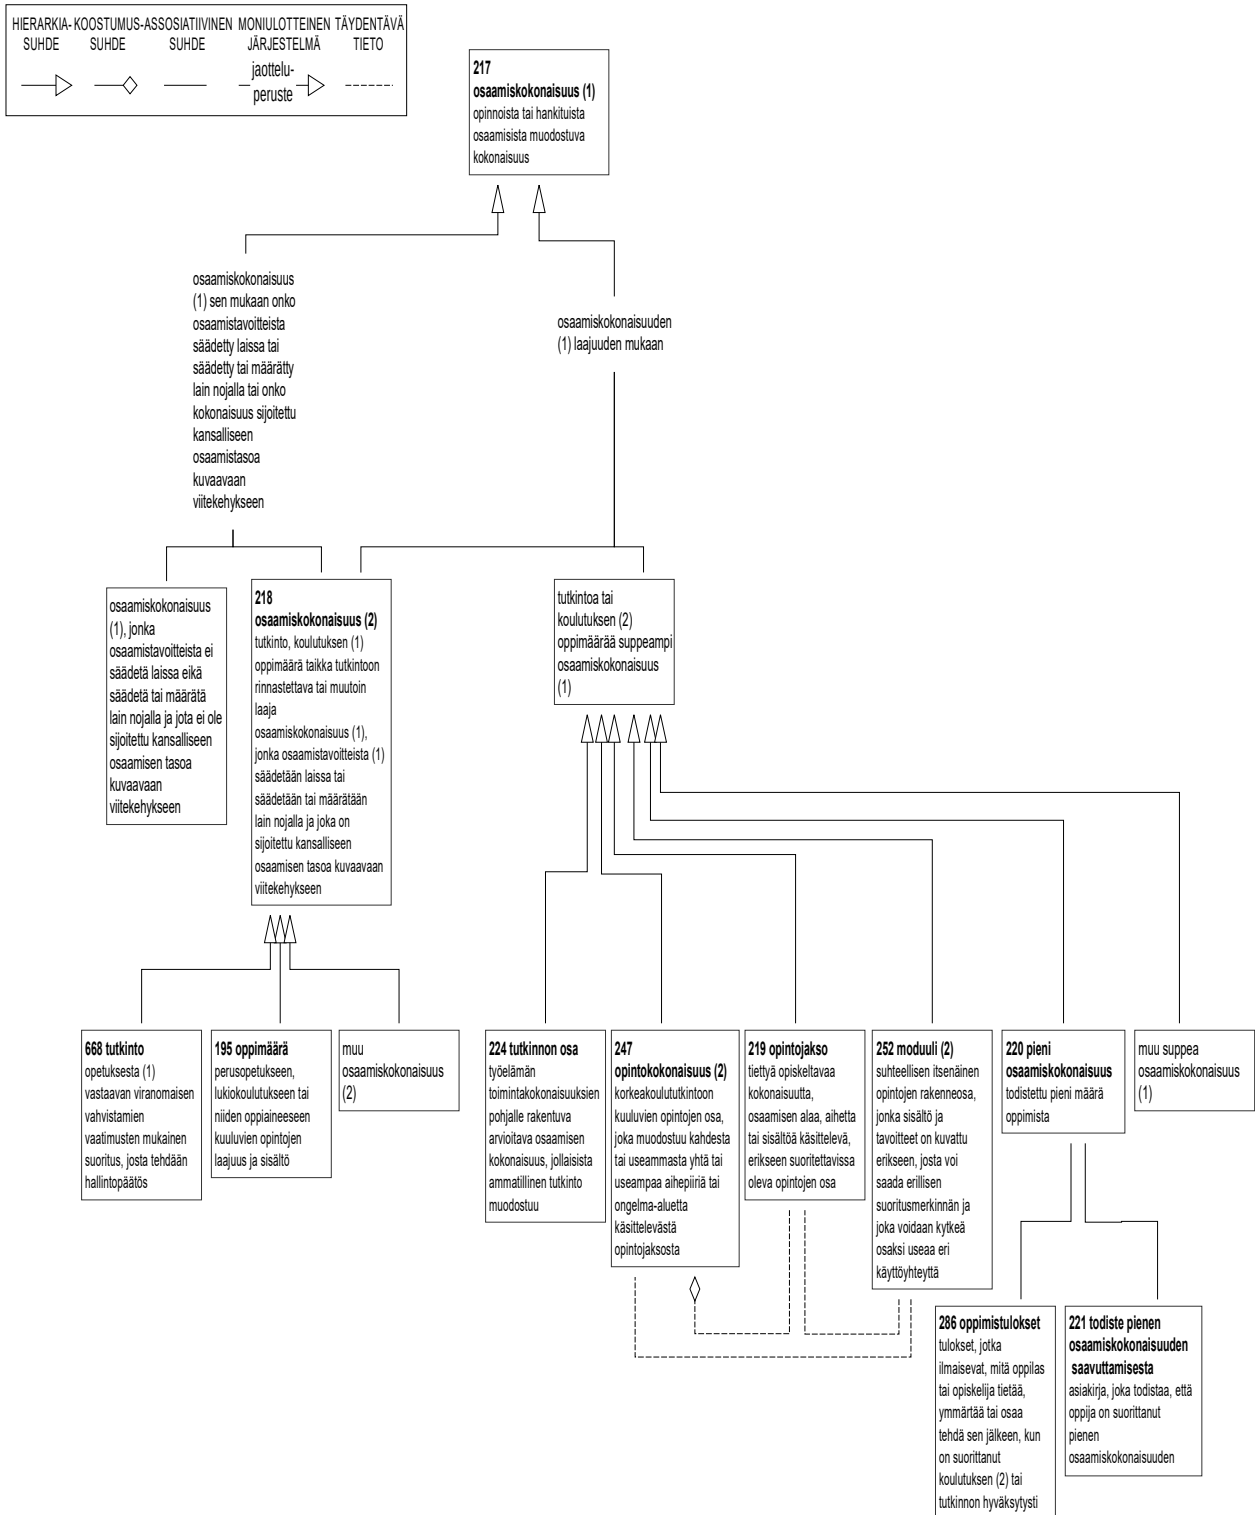 HIERARKIA- KOOSTUMUS- ASSOSIATIIVINEN MONIULOTTEINEN TÄYDENTÄVÄ
SUHDE SUHDE SUHDE JÄRJESTELMÄ TIETO
jaottelu-
peruste
217
osaamiskokonaisuus (1)
opinnoista tai hankituista
osaamisista muodostuva
kokonaisuus
osaamiskokonaisuus
(1) sen mukaan onko
osaamistavoitteista
säädetty laissa tai
säädetty tai määrätty
lain nojalla tai onko
kokonaisuus sijoitettu
kansalliseen
osaamistasoa
kuvaavaan
viitekehykseen
osaamiskokonaisuuden
(1) laajuuden mukaan
osaamiskokonaisuus
(1), jonka
osaamistavoitteista ei
säädetä laissa eikä
säädetä tai määrätä
lain nojalla ja jota ei ole
sijoitettu kansalliseen
osaamisen tasoa
kuvaavaan
viitekehykseen
218
osaamiskokonaisuus (2)
tutkinto, koulutuksen (1)
oppimäärä taikka tutkintoon
rinnastettava tai muutoin
laaja
osaamiskokonaisuus (1),
jonka osaamistavoitteista (1)
säädetään laissa tai
säädetään tai määrätään
lain nojalla ja joka on
sijoitettu kansalliseen
osaamisen tasoa kuvaavaan
viitekehykseen
tutkintoa tai
koulutuksen (2)
oppimäärää suppeampi
osaamiskokonaisuus
(1)
668 tutkinto
opetuksesta (1)
vastaavan viranomaisen
vahvistamien
vaatimusten mukainen
suoritus, josta tehdään
hallintopäätös
195 oppimäärä
perusopetukseen,
lukiokoulutukseen tai
niiden oppiaineeseen
kuuluvien opintojen
laajuus ja sisältö
muu
osaamiskokonaisuus
(2)
224 tutkinnon osa
työelämän
toimintakokonaisuuksien
pohjalle rakentuva
arvioitava osaamisen
kokonaisuus, jollaisista
ammatillinen tutkinto
muodostuu
247
opintokokonaisuus (2)
korkeakoulututkintoon
kuuluvien opintojen osa,
joka muodostuu kahdesta
tai useammasta yhtä tai
useampaa aihepiiriä tai
ongelma-aluetta
käsittelevästä
opintojaksosta
219 opintojakso
tiettyä opiskeltavaa
kokonaisuutta,
osaamisen alaa, aihetta
tai sisältöä käsittelevä,
erikseen suoritettavissa
oleva opintojen osa
252 moduuli (2)
suhteellisen itsenäinen
opintojen rakenneosa,
jonka sisältö ja
tavoitteet on kuvattu
erikseen, josta voi
saada erillisen
suoritusmerkinnän ja
joka voidaan kytkeä
osaksi useaa eri
käyttöyhteyttä
220 pieni
osaamiskokonaisuus
todistettu pieni määrä
oppimista
muu suppea
osaamiskokonaisuus
(1)
286 oppimistulokset
tulokset, jotka
ilmaisevat, mitä oppilas
tai opiskelija tietää,
ymmärtää tai osaa
tehdä sen jälkeen, kun
on suorittanut
koulutuksen (2) tai
tutkinnon hyväksytysti
221 todiste pienen
osaamiskokonaisuuden
saavuttamisesta
asiakirja, joka todistaa, että
oppija on suorittanut
pienen
osaamiskokonaisuuden